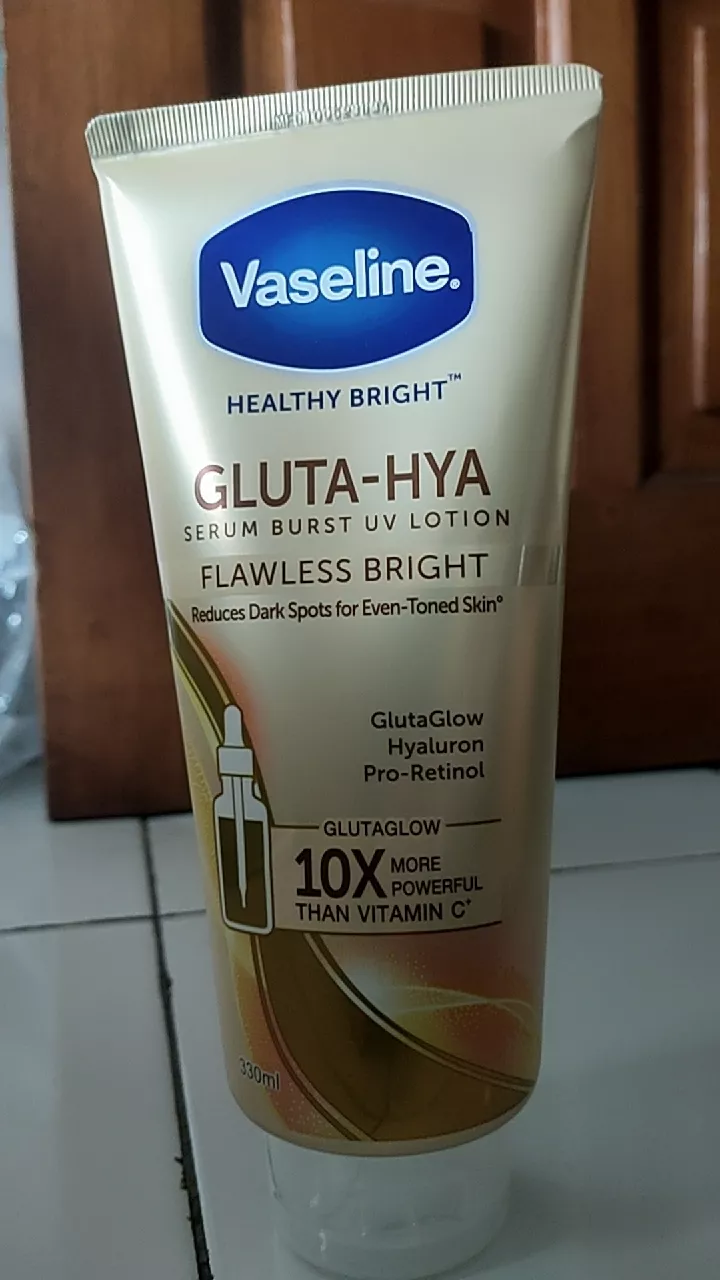 Vaseline.®
HEALTHY BRIGHT™
GLUTA-HYA
SERUM BURST UV LOTION
FLAWLESS BRIGHT
Reduces Dark Spots for Even-Toned Skin°
GlutaGlow
Hyaluron
Pro-Retinol
GLUTAGLOW
10X MORE
POWERFUL
THAN VITAMIN C⁺
330ml